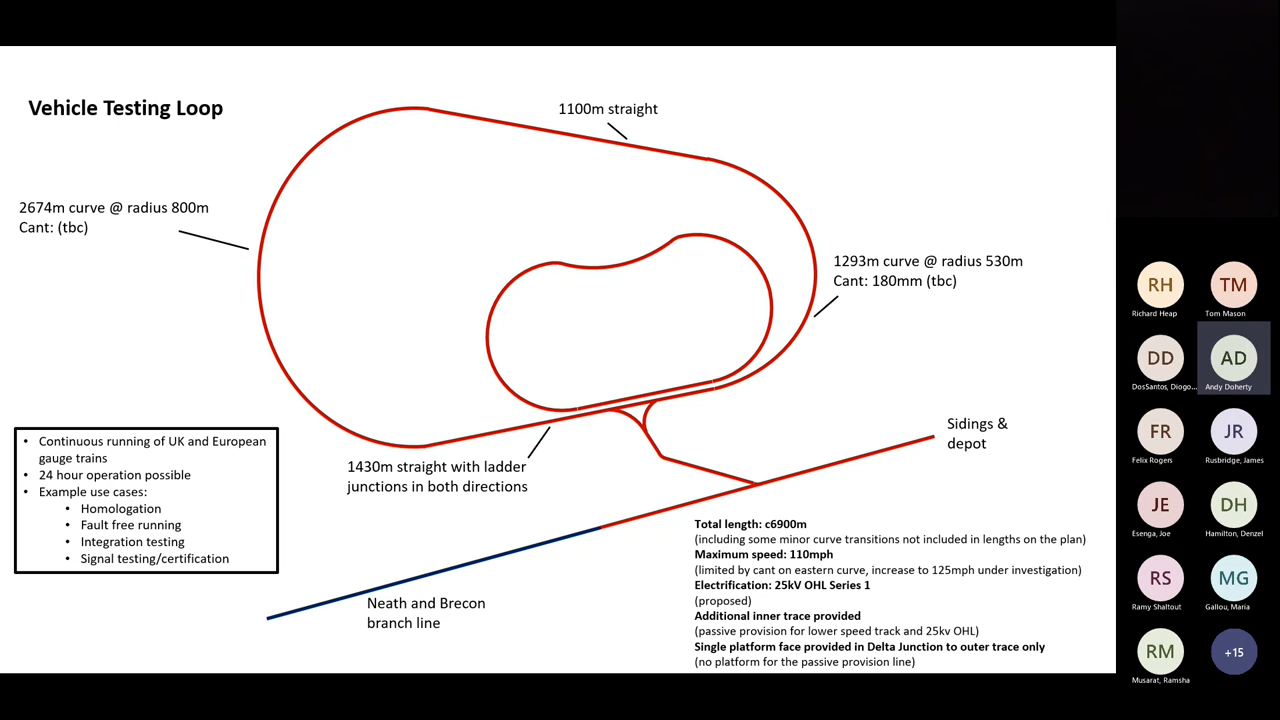 Vehicle Testing Loop
1100m straight
2674m curve @ radius 800m
Cant: (tbc)
1293m curve @ radius 530m
Cant: 180mm (tbc)
1430m straight with ladder
junctions in both directions
Sidings &
depot
Neath and Brecon
branch line
• Continuous running of UK and European
gauge trains
• 24 hour operation possible
• Example use cases:
• Homologation
• Fault free running
• Integration testing
• Signal testing/certification
Total length: c6900m
(including some minor curve transitions not included in lengths on the plan)
Maximum speed: 110mph
(limited by cant on eastern curve, increase to 125mph under investigation)
Electrification: 25kV OHL Series 1
(proposed)
Additional inner trace provided
(passive provision for lower speed track and 25kv OHL)
Single platform face provided in Delta Junction to outer trace only
(no platform for the passive provision line)
RH
Richard Heap
TM
Tom Mason
DD
DosSantos, Diogo...
AD
Andy Doherty
FR
Felix Rogers
JR
Rusbridge, James
JE
Esenga, Joe
DH
Hamilton, Denzel
RS
Ramy Shaltout
MG
Gallou, Maria
RM
Musarat, Ramsha
+15